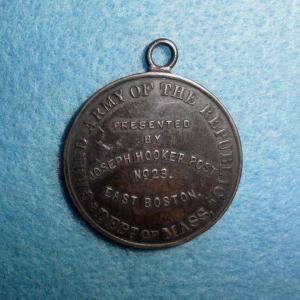 GRAND ARMY OF THE REPUBLIC
PRESENTED
BY
JOSEPH HOOKER POST
No 23.
EAST BOSTON.
DEPT OF MASS.